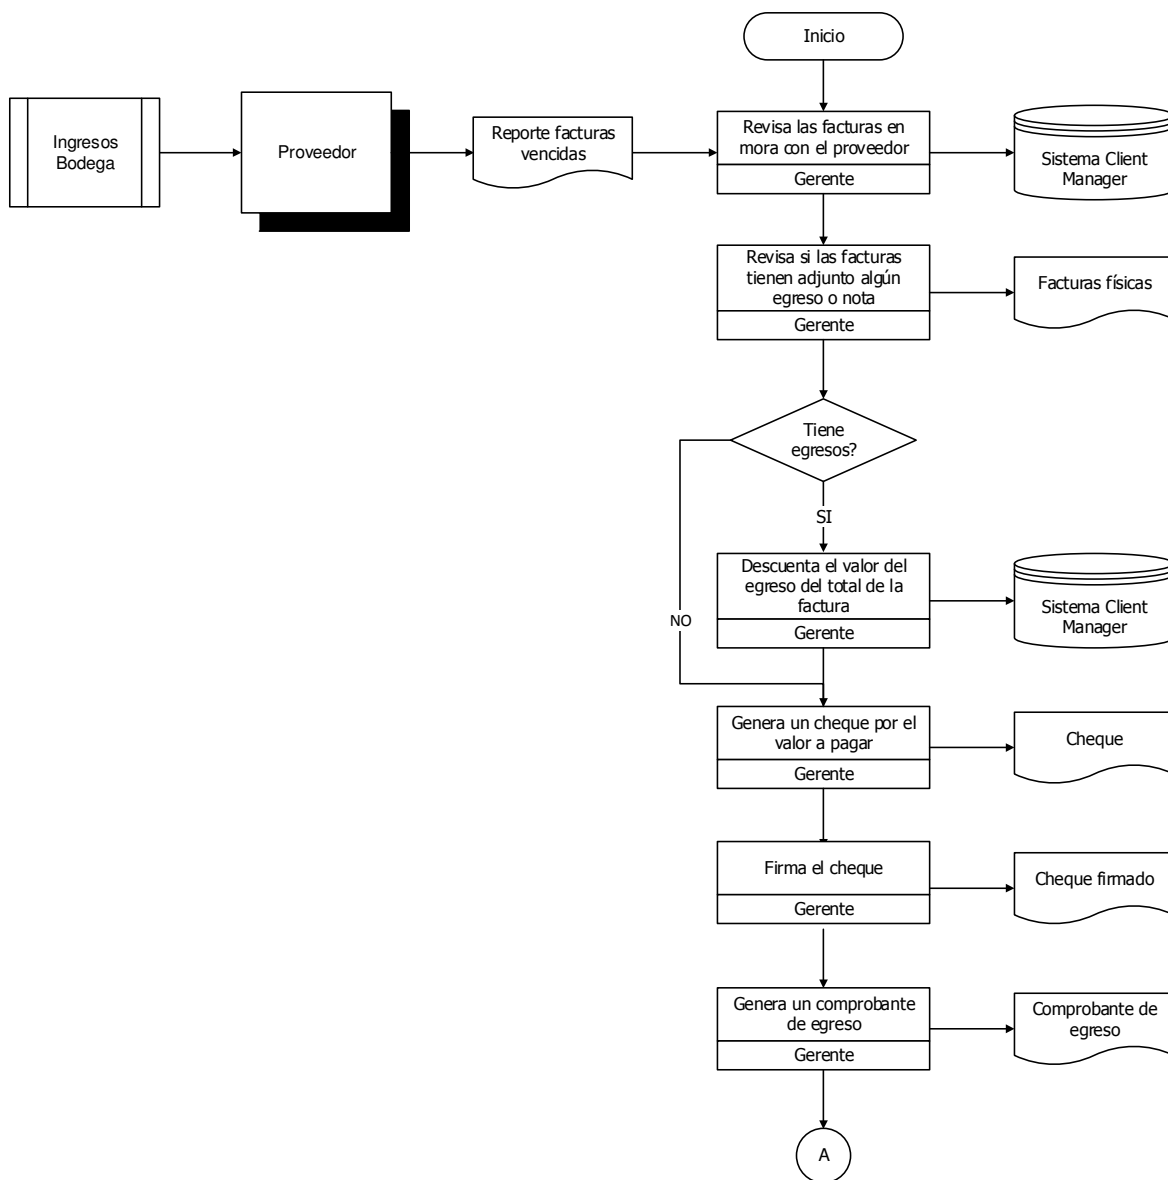 Inicio
Ingresos
Bodega
Proveedor
Reporte facturas
vencidas
Revisa las facturas en
mora con el proveedor
Gerente
Sistema Client
Manager
Revisa si las facturas
tienen adjunto algún
egreso o nota
Gerente
Facturas físicas
Tiene
egresos?
SI
NO
Descuenta el valor del
egreso del total de la
factura
Gerente
Sistema Client
Manager
Genera un cheque por el
valor a pagar
Gerente
Cheque
Firma el cheque
Gerente
Cheque firmado
Genera un comprobante
de egreso
Gerente
Comprobante de
egreso
A